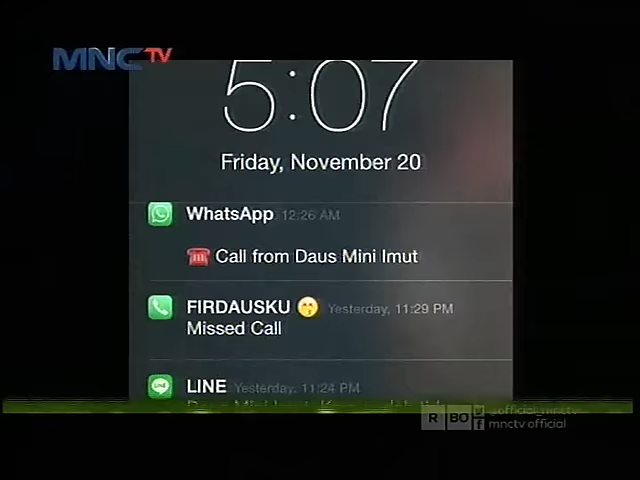 MNCTV
5:07
Friday, November 20
WhatsApp 12:26 AM
Call from Daus Mini Imut
FIRDAUSKU Yesterday, 11:29 PM
Missed Call
LINE Yesterday, 11:24 PM
R BO @official_mnctv
mnctv official